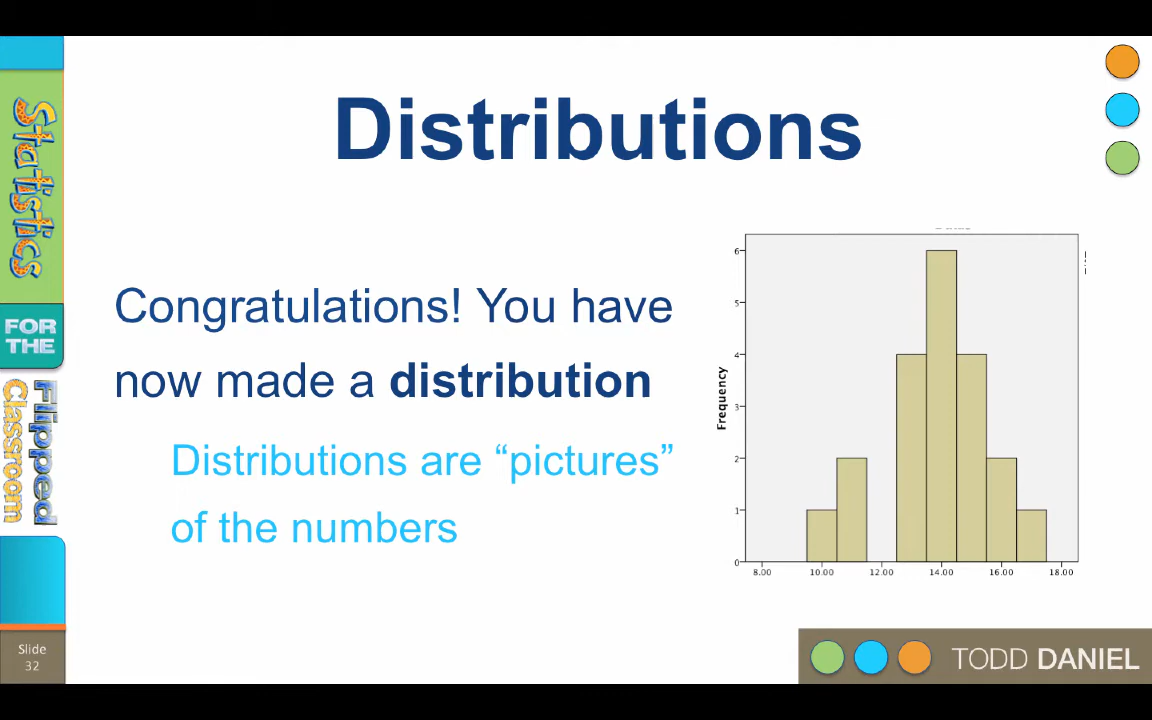 Distributions
Statistics
FOR
THE
Flipped
Classroom
Slide
32
Congratulations! You have
now made a distribution
Distributions are “pictures”
of the numbers
Frequency
6
5
4
3
2
1
0
8.00 10.00 12.00 14.00 16.00 18.00
TODD DANIEL